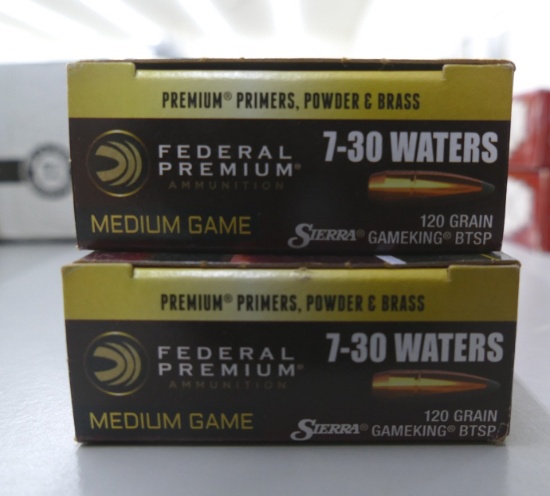 PREMIUM® PRIMERS, POWDER & BRASS
FEDERAL PREMIUM®
AMMUNITION
7-30 WATERS
MEDIUM GAME
120 GRAIN
SIERRA® GAMEKING® BTSP
PREMIUM® PRIMERS, POWDER & BRASS
FEDERAL PREMIUM®
AMMUNITION
7-30 WATERS
MEDIUM GAME
120 GRAIN
SIERRA® GAMEKING® BTSP